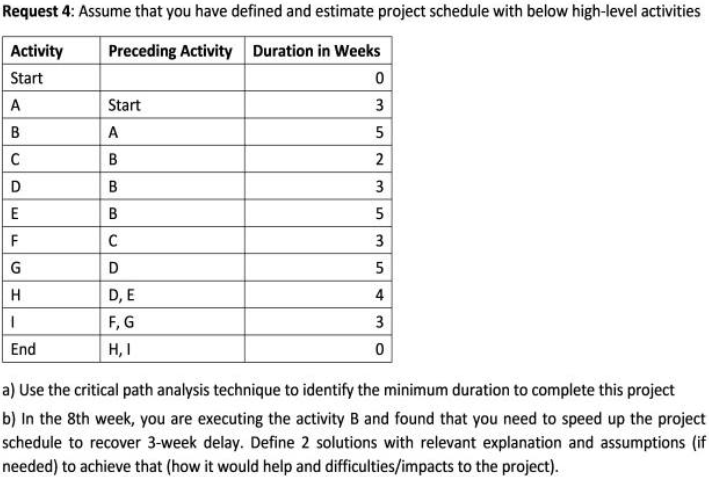 Request 4: Assume that you have defined and estimate project schedule with below high-level activities
Activity Preceding Activity Duration in Weeks
Start 0
A Start 3
B A 5
C B 2
D B 3
E B 5
F C 3
G D 5
H D, E 4
I F, G 3
End H, I 0
a) Use the critical path analysis technique to identify the minimum duration to complete this project
b) In the 8th week, you are executing the activity B and found that you need to speed up the project
schedule to recover 3-week delay. Define 2 solutions with relevant explanation and assumptions (if
needed) to achieve that (how it would help and difficulties/impacts to the project).